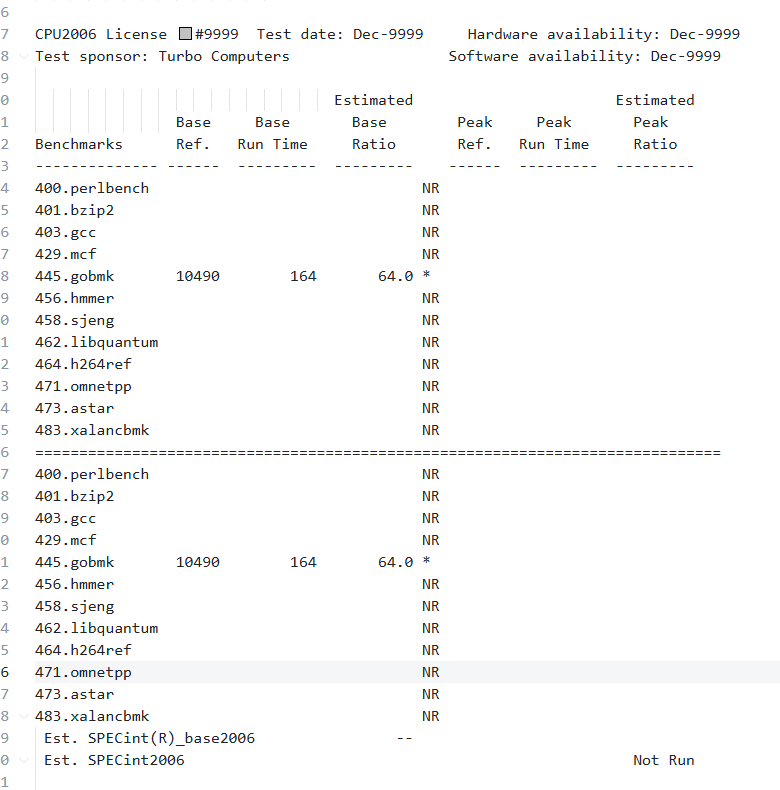 6
7 CPU2006 License #9999 Test date: Dec-9999 Hardware availability: Dec-9999
8 Test sponsor: Turbo Computers Software availability: Dec-9999
9
0 Estimated Estimated
1 Base Base Base Peak Peak Peak
2 Benchmarks Ref. Run Time Ratio Ref. Run Time Ratio
3 -------------- ------ --------- --------- ------ --------- ---------
4 400.perlbench NR
5 401.bzip2 NR
6 403.gcc NR
7 429.mcf NR
8 445.gobmk 10490 164 64.0 *
9 456.hmmer NR
0 458.sjeng NR
1 462.libquantum NR
2 464.h264ref NR
3 471.omnetpp NR
4 473.astar NR
5 483.xalancbmk NR
6 ==============================================================================
7 400.perlbench NR
8 401.bzip2 NR
9 403.gcc NR
0 429.mcf NR
1 445.gobmk 10490 164 64.0 *
2 456.hmmer NR
3 458.sjeng NR
4 462.libquantum NR
5 464.h264ref NR
6 471.omnetpp NR
7 473.astar NR
8 483.xalancbmk NR
9 Est. SPECint(R)_base2006 --
0 Est. SPECint2006 Not Run
1